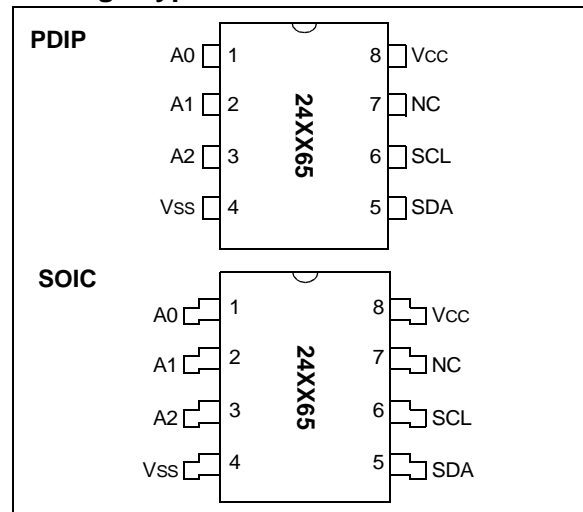 PDIP
A0 1 8 Vcc
A1 2 7 NC
24XX65
A2 3 6 SCL
Vss 4 5 SDA
SOIC
A0 1 8 Vcc
A1 2 7 NC
24XX65
A2 3 6 SCL
Vss 4 5 SDA